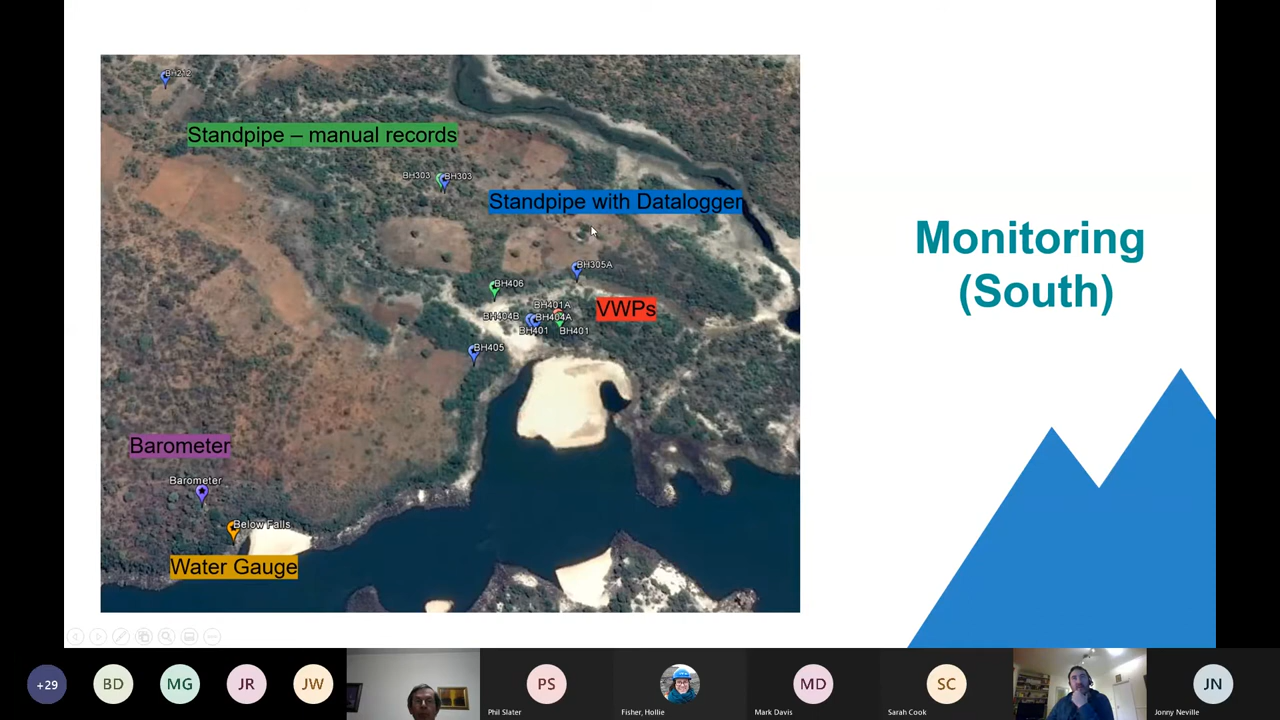 BH212
Standpipe – manual records
BH303
BH303
Standpipe with Datalogger
BH305A
BH406
BH401A
VWPs
BH404B
BH404A
BH401
BH401
BH405
Monitoring
(South)
Barometer
Barometer
Below Falls
Water Gauge
+29
BD
MG
JR
JW
PS
Phil Slater
Fisher, Hollie
MD
Mark Davis
SC
Sarah Cook
JN
Jonny Neville